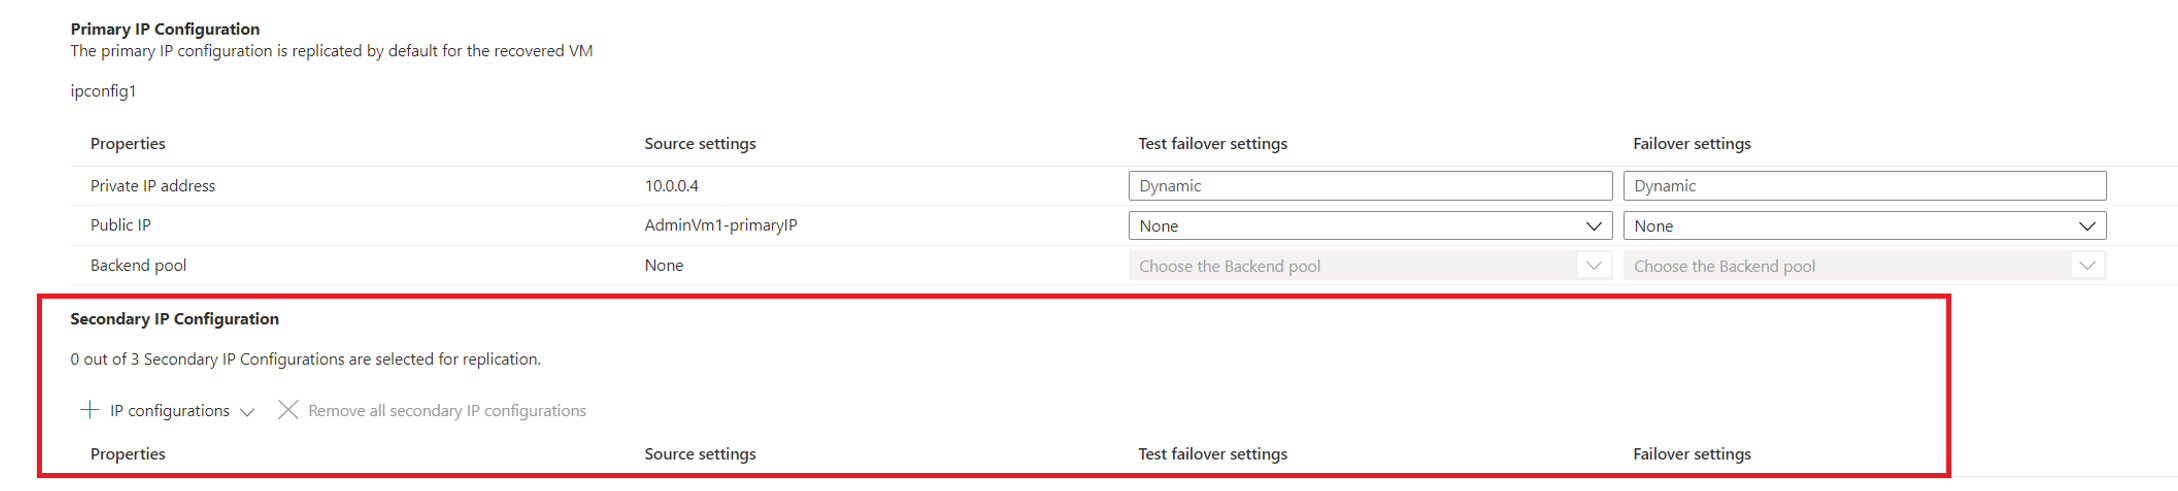 Primary IP Configuration
The primary IP configuration is replicated by default for the recovered VM
ipconfig1
Properties Source settings Test failover settings Failover settings
Private IP address 10.0.0.4 Dynamic Dynamic
Public IP AdminVm1-primaryIP None None
Backend pool None Choose the Backend pool Choose the Backend pool
Secondary IP Configuration
0 out of 3 Secondary IP Configurations are selected for replication.
IP configurations Remove all secondary IP configurations
Properties Source settings Test failover settings Failover settings